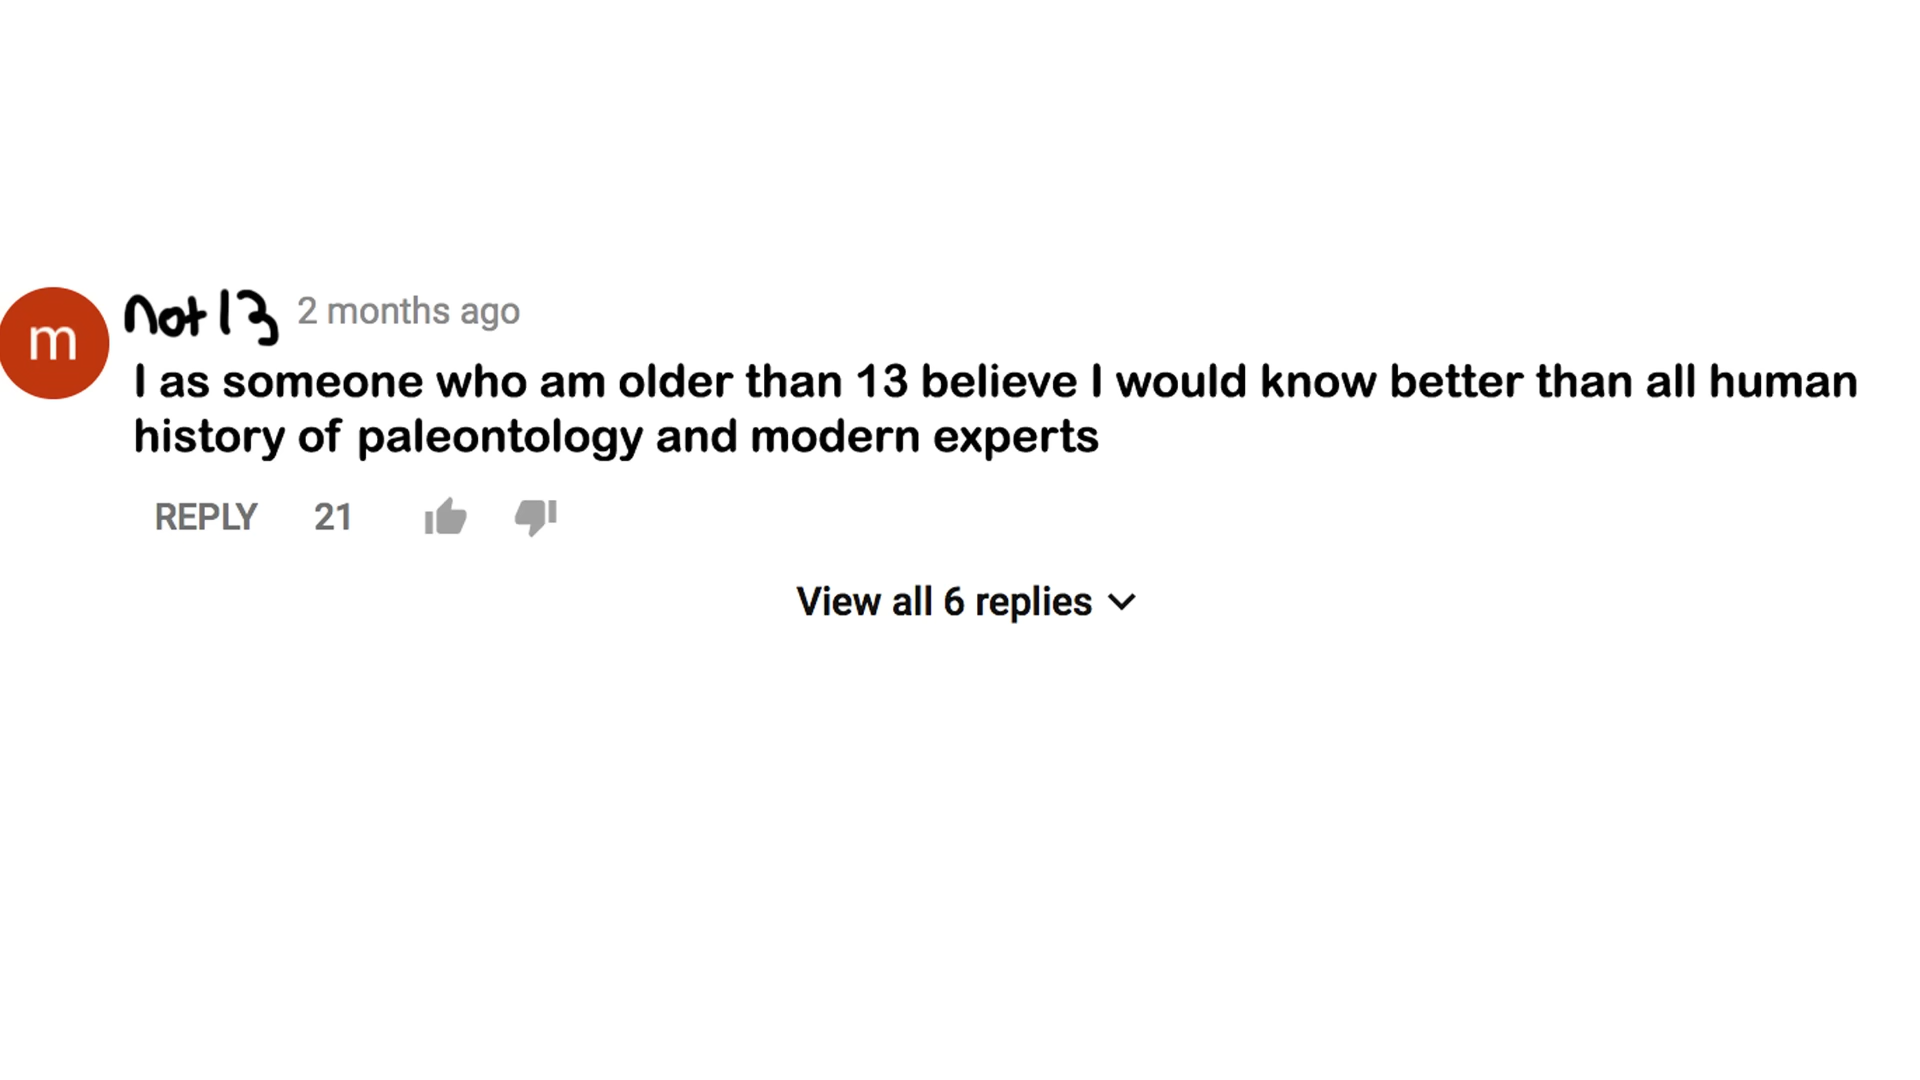 m
not 13 2 months ago
I as someone who am older than 13 believe I would know better than all human
history of paleontology and modern experts
REPLY 21
View all 6 replies